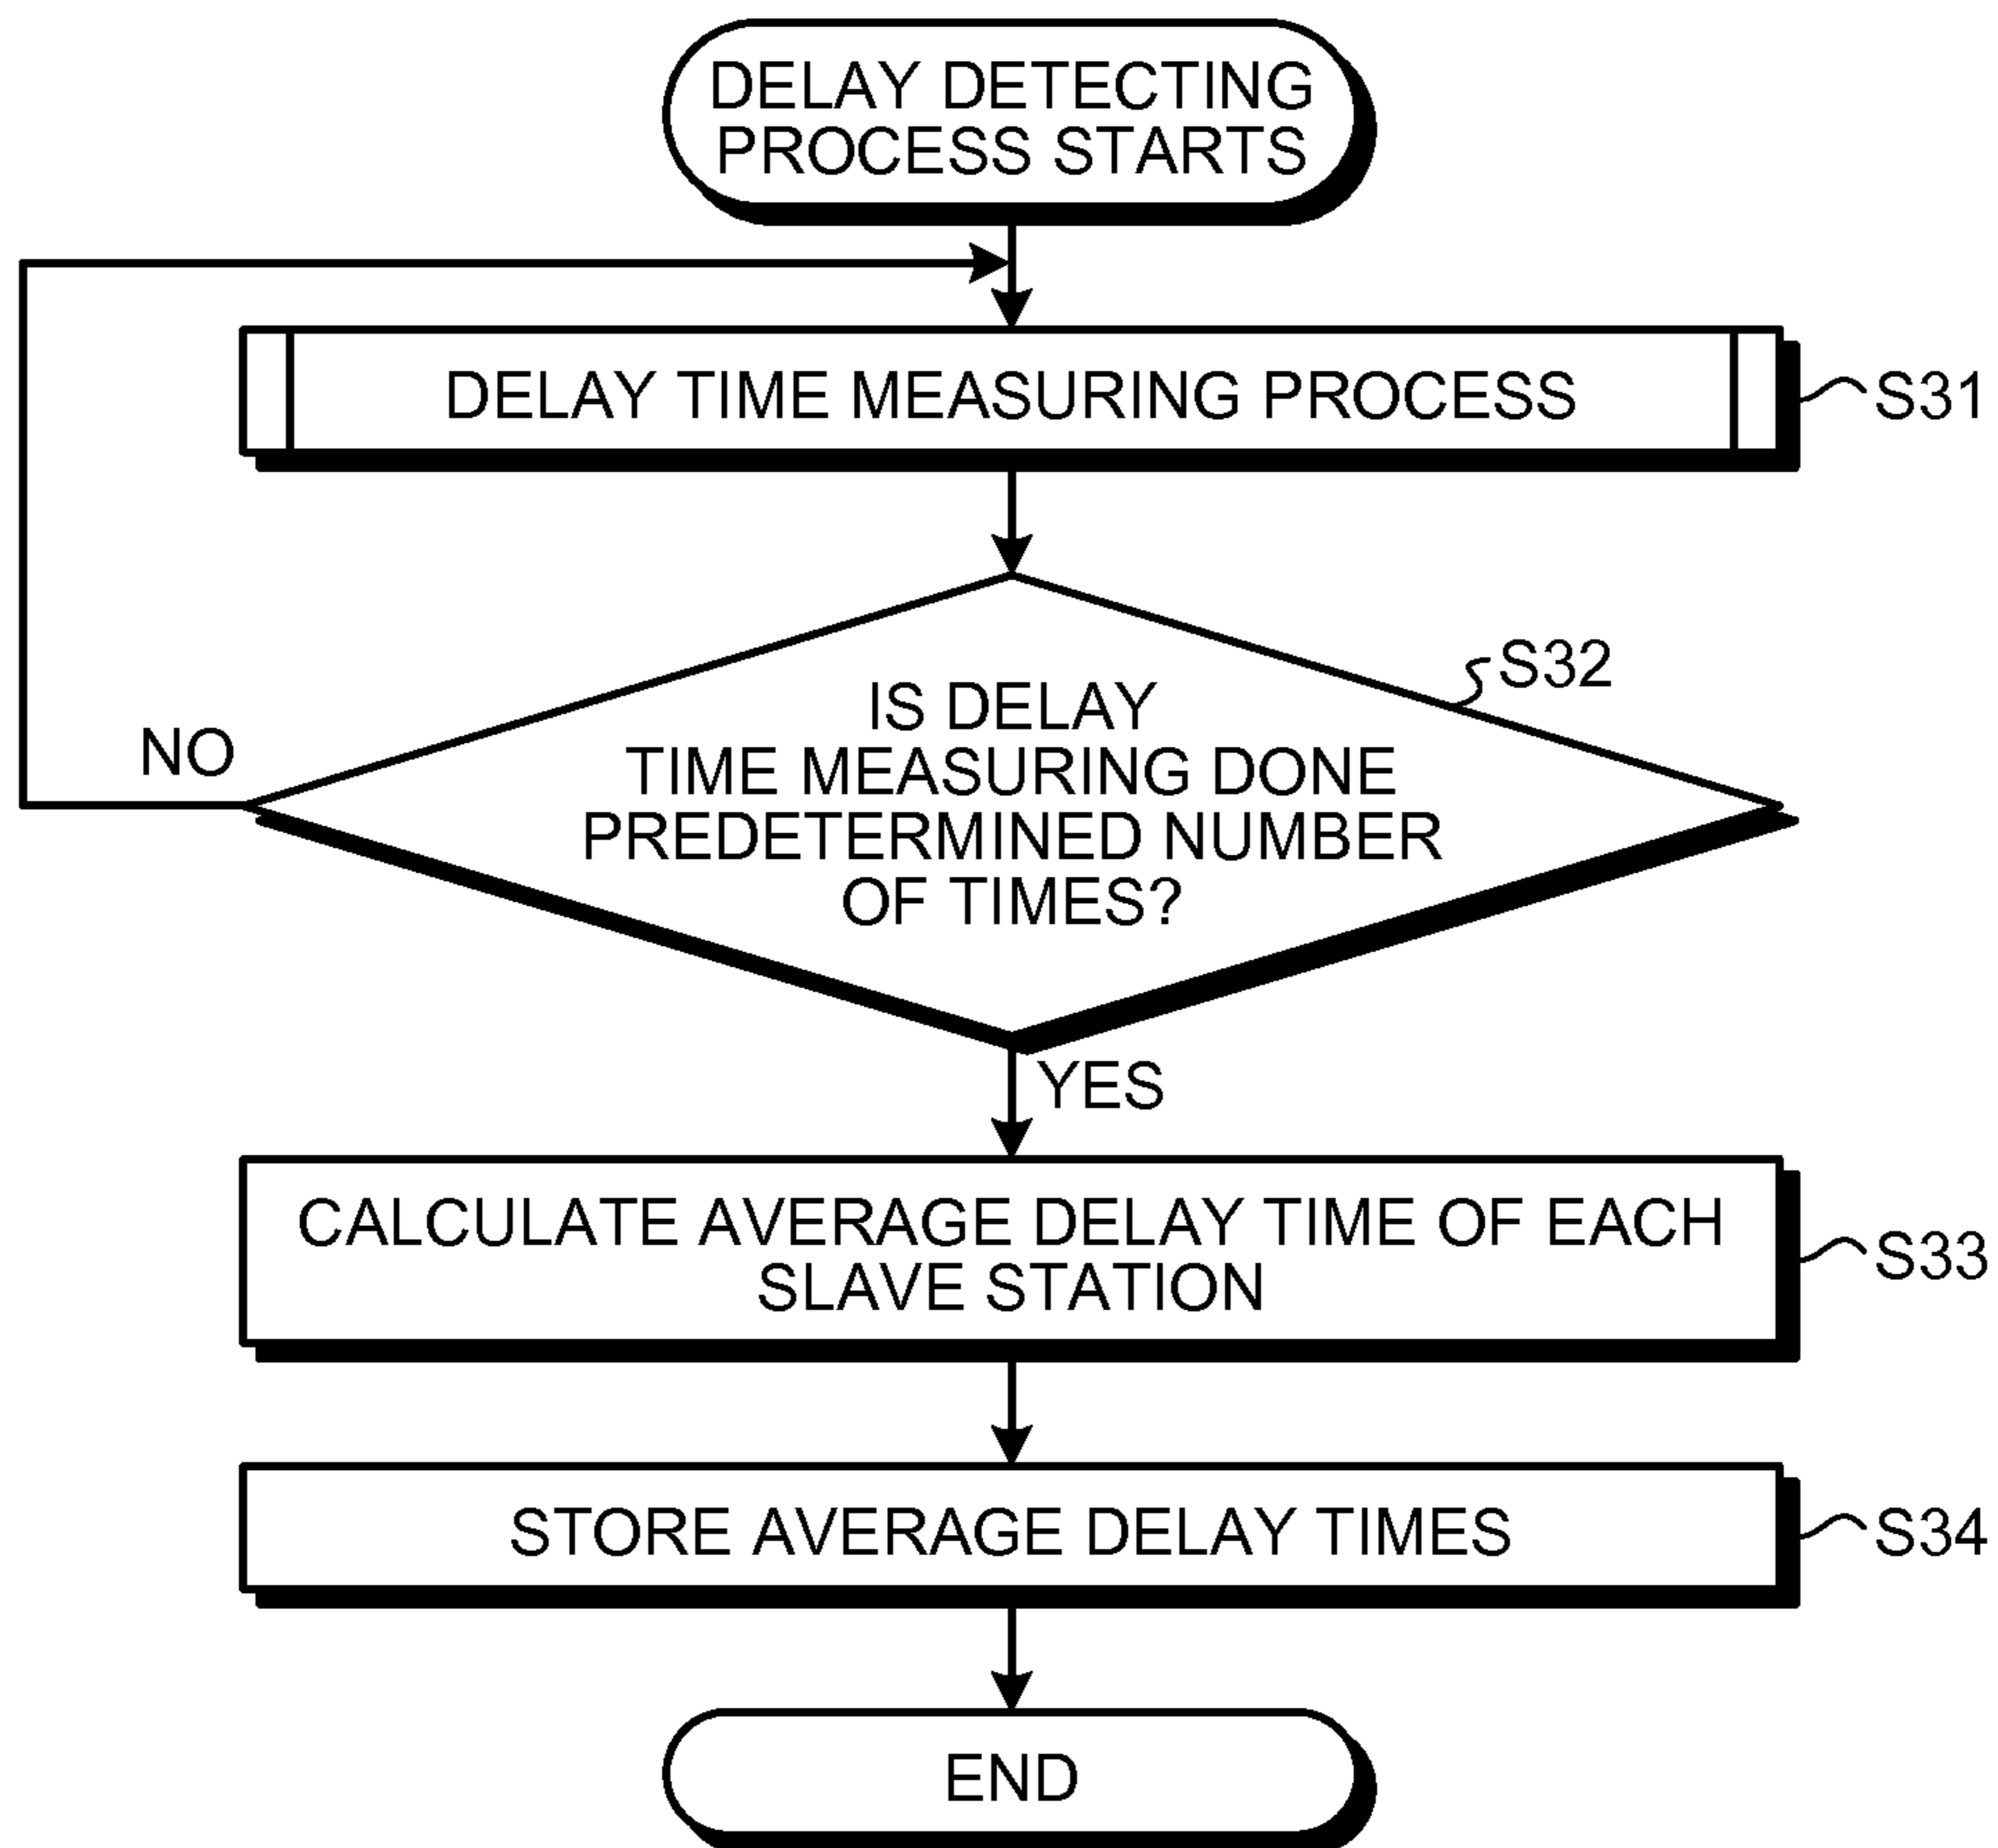 DELAY DETECTING
PROCESS STARTS
DELAY TIME MEASURING PROCESS
S31
S32
IS DELAY
TIME MEASURING DONE
PREDETERMINED NUMBER
OF TIMES?
NO
YES
CALCULATE AVERAGE DELAY TIME OF EACH
SLAVE STATION
S33
STORE AVERAGE DELAY TIMES
S34
END